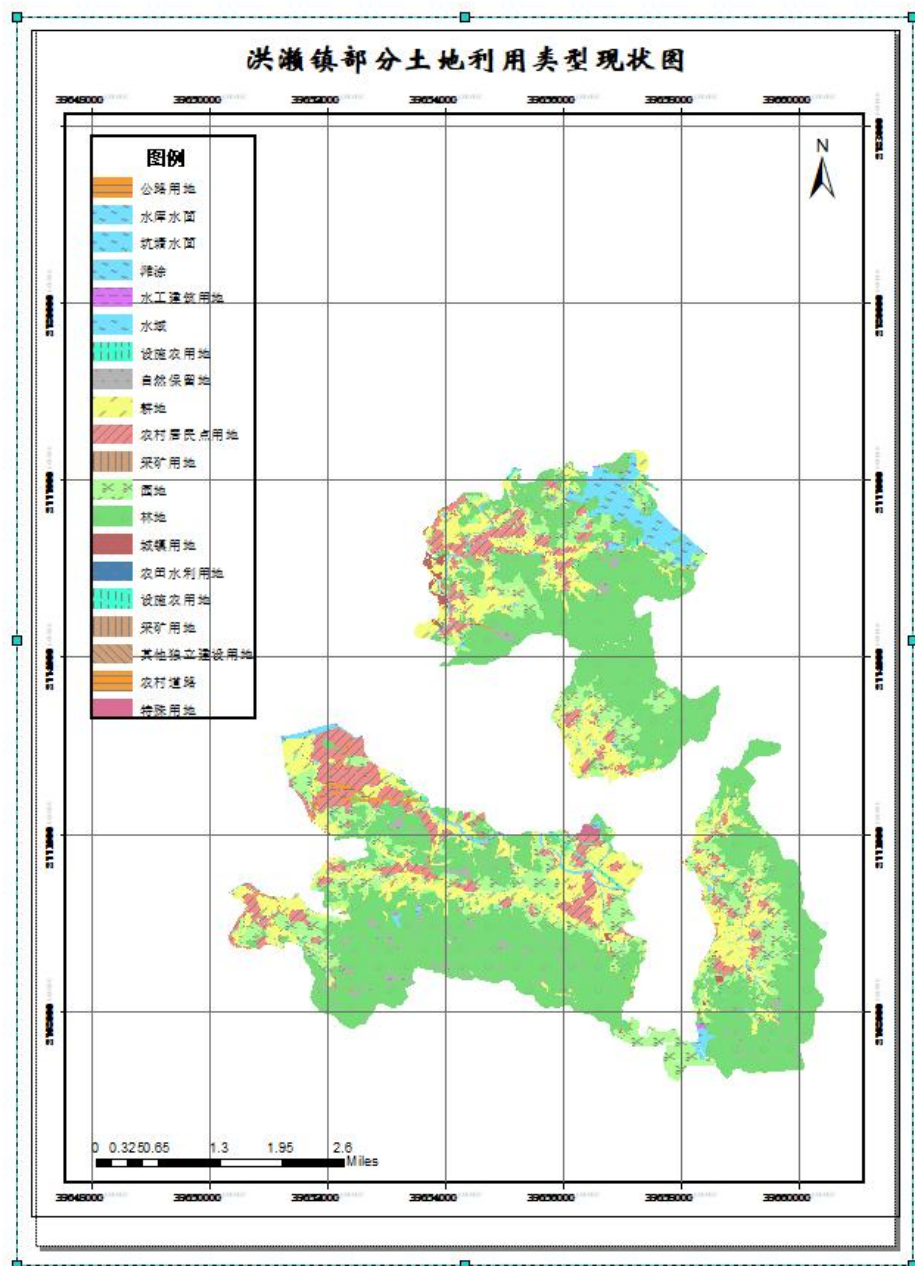 洪濑镇部分土地利用类型现状图
39648000 39650000 39652000 39654000 39656000 39658000 39660000
N
图例
公路用地
水库水面
坑塘水面
滩涂
水工建筑用地
水域
设施农用地
自然保留地
耕地
农村居民点用地
采矿用地
园地
林地
城镇用地
农田水利用地
设施农用地
采矿用地
其他独立建设用地
农村道路
特殊用地
0 0.325 0.65 1.3 1.95 2.6
Miles
39648000 39650000 39652000 39654000 39656000 39658000 39660000